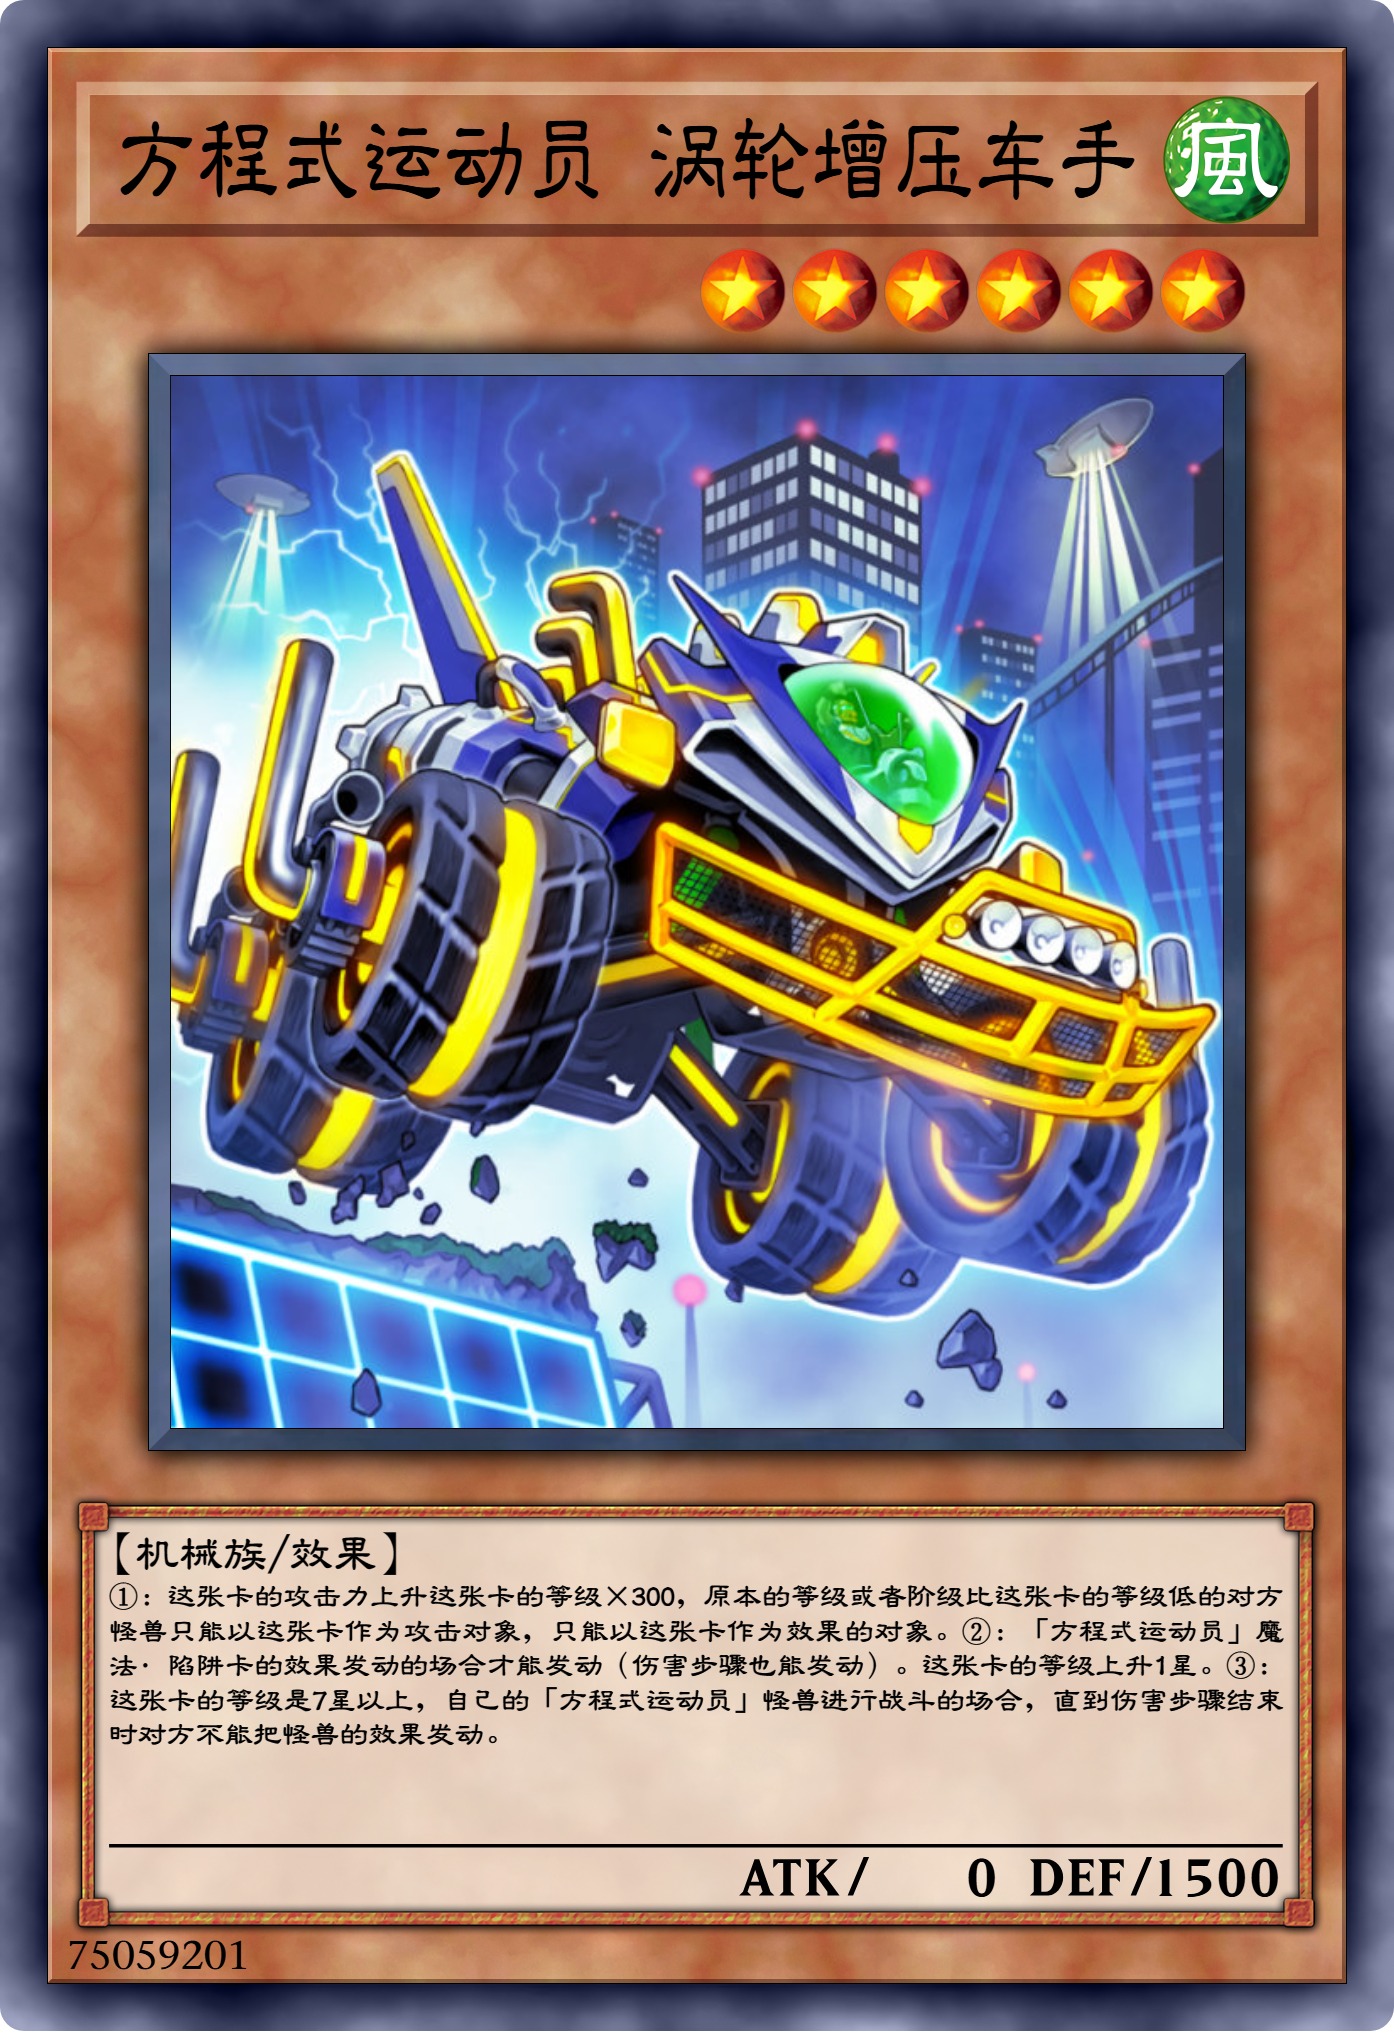 方程式运动员 涡轮增压车手 風
【机械族/效果】
①：这张卡的攻击力上升这张卡的等级×300，原本的等级或者阶级比这张卡的等级低的对方
怪兽只能以这张卡作为攻击对象，只能以这张卡作为效果的对象。②：「方程式运动员」魔
法·陷阱卡的效果发动的场合才能发动（伤害步骤也能发动）。这张卡的等级上升1星。③：
这张卡的等级是7星以上，自己的「方程式运动员」怪兽进行战斗的场合，直到伤害步骤结束
时对方不能把怪兽的效果发动。
ATK/ 0 DEF/1500
75059201